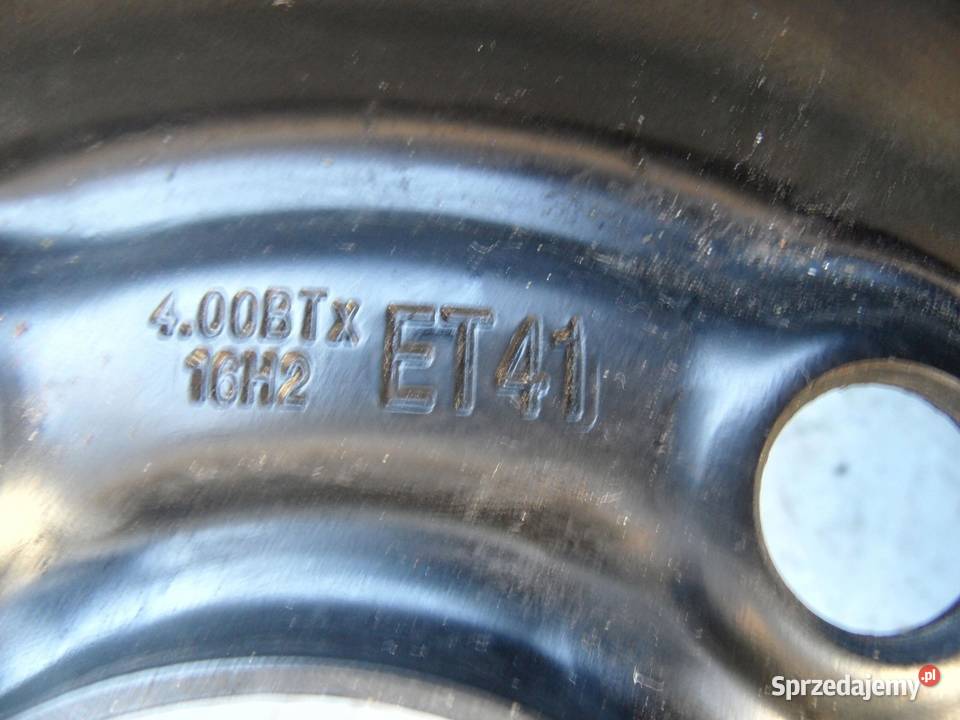 4.00BTx
16H2
ET41
Sprzedajemy.pl